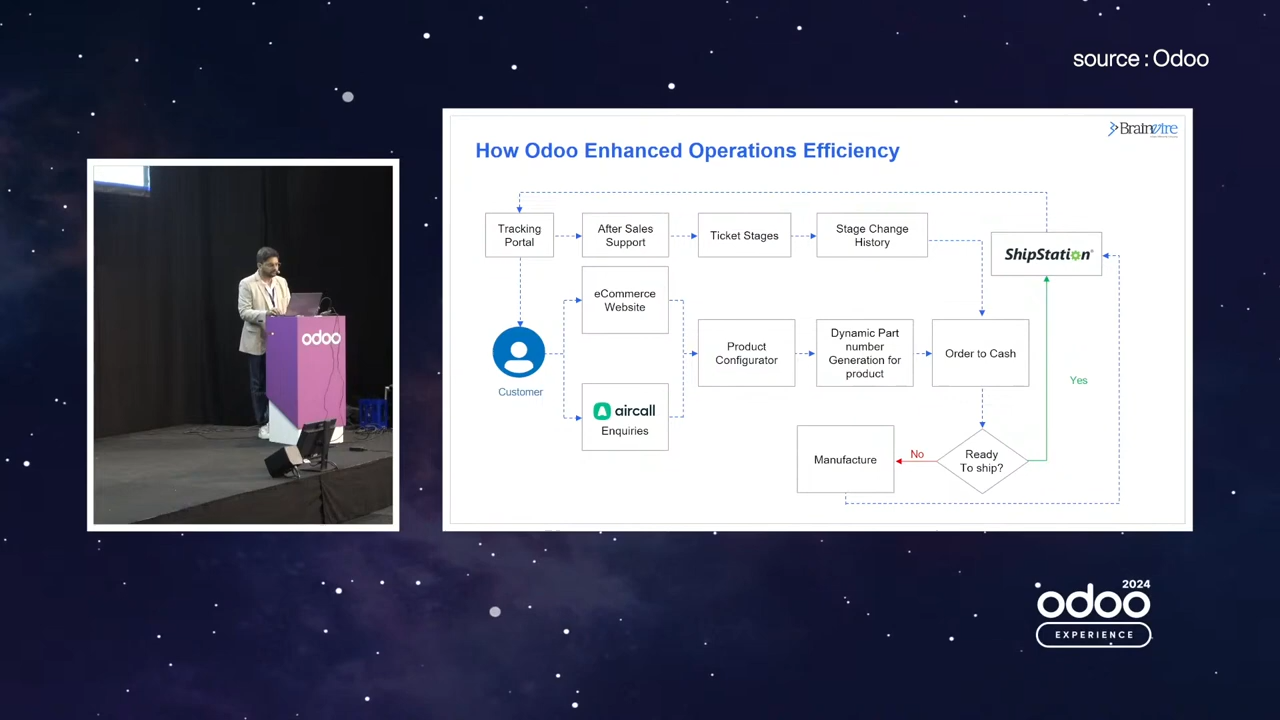 source : Odoo
Brainvire
How Odoo Enhanced Operations Efficiency
Tracking
Portal
After Sales
Support
Ticket Stages
Stage Change
History
ShipStation
eCommerce
Website
Customer
Product
Configurator
Dynamic Part
number
Generation for
product
Order to Cash
Yes
aircall
Enquiries
Manufacture
No
Ready
To ship?
odoo
2024
odoo
EXPERIENCE